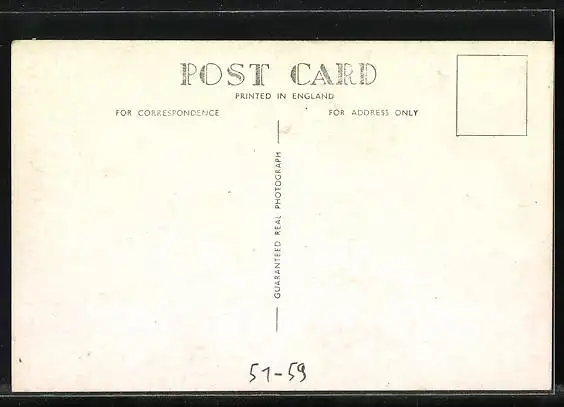 POST CARD
PRINTED IN ENGLAND
FOR CORRESPONDENCE
FOR ADDRESS ONLY
GUARANTEED REAL PHOTOGRAPH
51-59